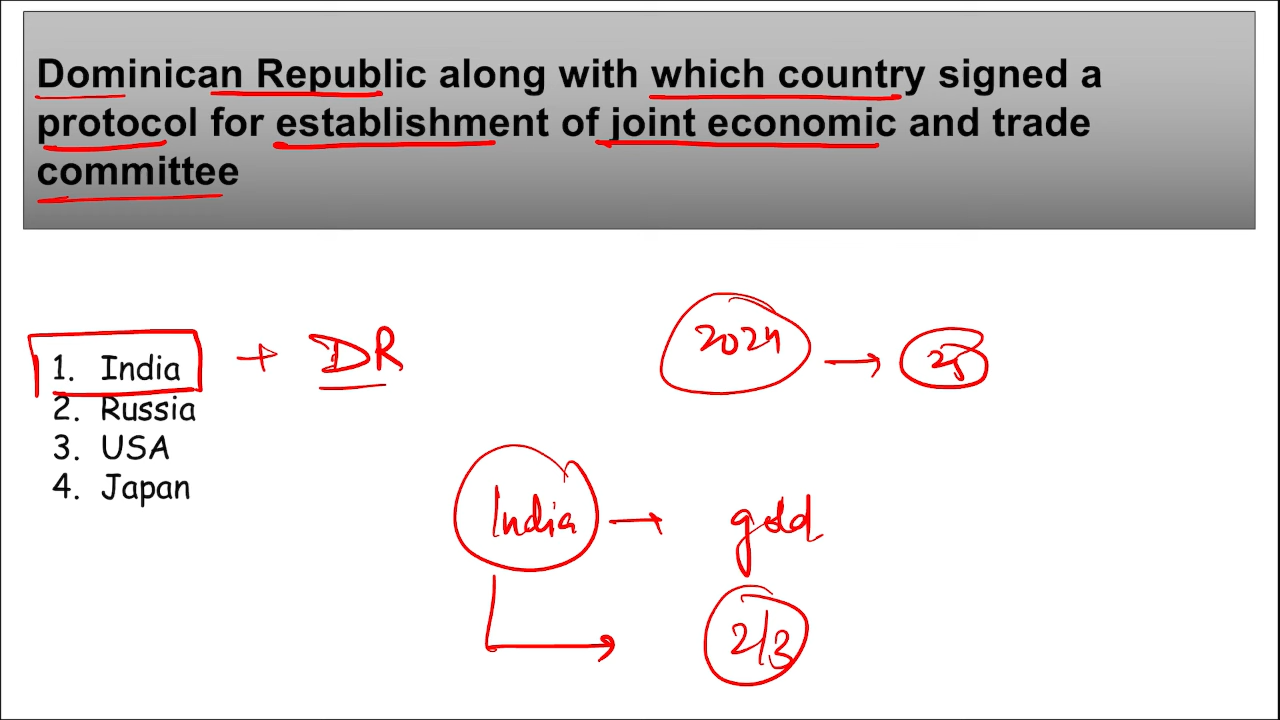 Dominican Republic along with which country signed a
protocol for establishment of joint economic and trade
committee
1. India + DR
2. Russia
3. USA
4. Japan
2024 → 25
India → gold
2/3